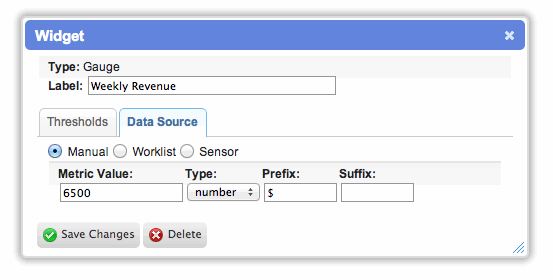 Widget
Type: Gauge
Label: Weekly Revenue
Thresholds Data Source
Manual Worklist Sensor
Metric Value: Type: Prefix: Suffix:
6500 number $
Save Changes Delete